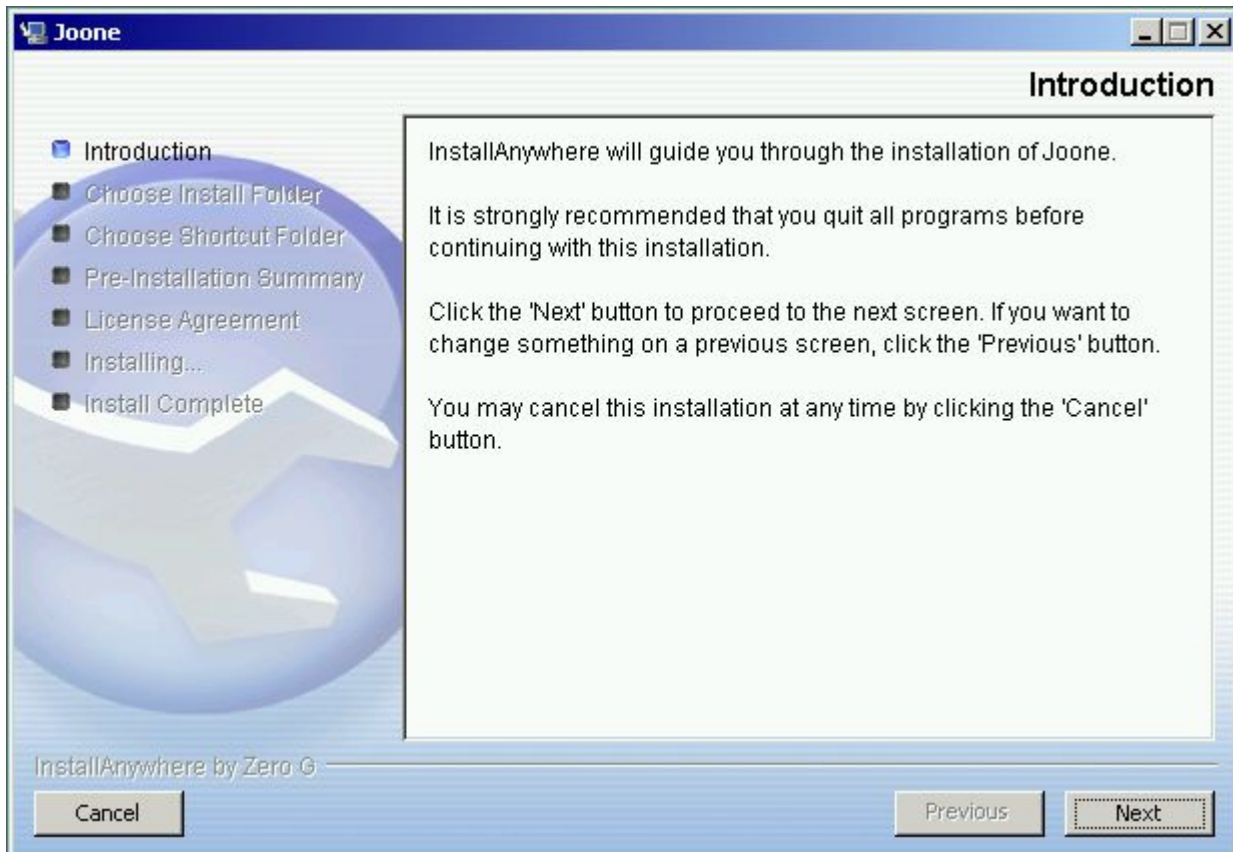 Joone
Introduction
Introduction
Choose Install Folder
Choose Shortcut Folder
Pre-Installation Summary
License Agreement
Installing...
Install Complete
InstallAnywhere will guide you through the installation of Joone.
It is strongly recommended that you quit all programs before
continuing with this installation.
Click the 'Next' button to proceed to the next screen. If you want to
change something on a previous screen, click the 'Previous' button.
You may cancel this installation at any time by clicking the 'Cancel'
button.
InstallAnywhere by Zero G
Cancel
Previous
Next